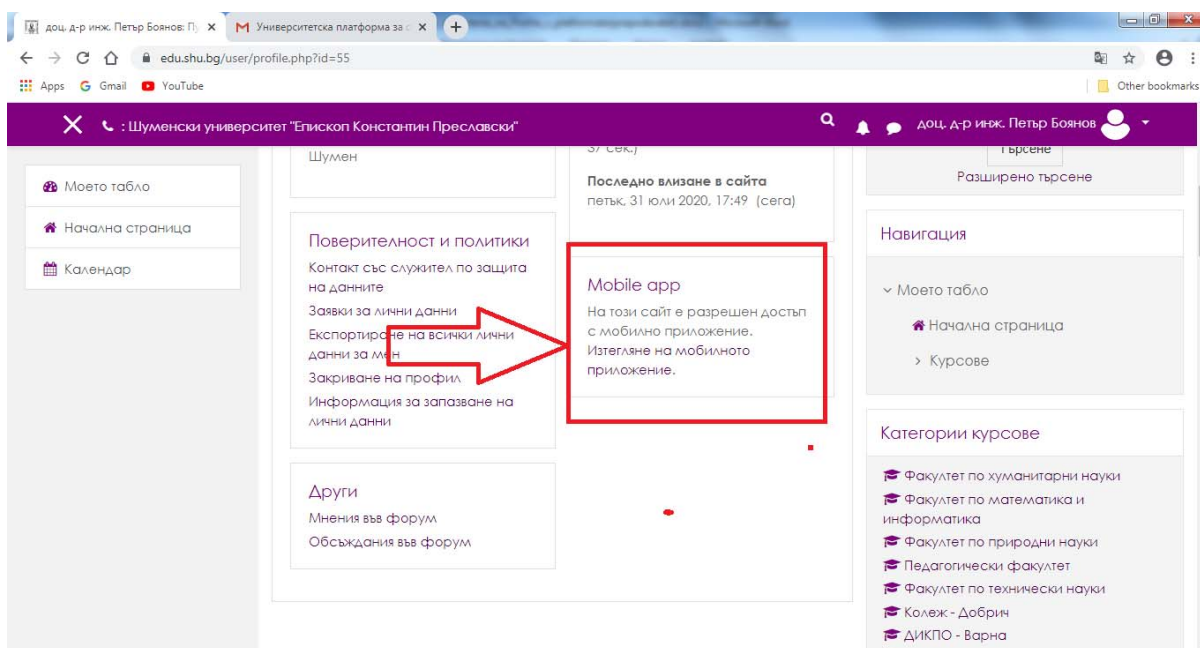 доц. д-р инж. Петър Боянов: П
Университетска платформа за с
edu.shu.bg/user/profile.php?id=55
Apps Gmail YouTube
Other bookmarks
: Шуменски университет "Епископ Константин Преславски"
доц. д-р инж. Петър Боянов
Моето табло
Начална страница
Календар
Шумен
Поверителност и политики
Контакт със служител по защита
на данните
Заявки за лични данни
Експортиране на всички лични
данни за мен
Закриване на профил
Информация за запазване на
лични данни
Други
Мнения във форум
Обсъждания във форум
37 сек.)
Последно влизане в сайта
петък, 31 юли 2020, 17:49 (сега)
Mobile app
На този сайт е разрешен достъп
с мобилно приложение.
Изтегляне на мобилното
приложение.
Търсене
Разширено търсене
Навигация
Моето табло
Начална страница
Курсове
Категории курсове
Факултет по хуманитарни науки
Факултет по математика и
информатика
Факултет по природни науки
Педагогически факултет
Факултет по технически науки
Колеж - Добрич
ДИКПО - Варна